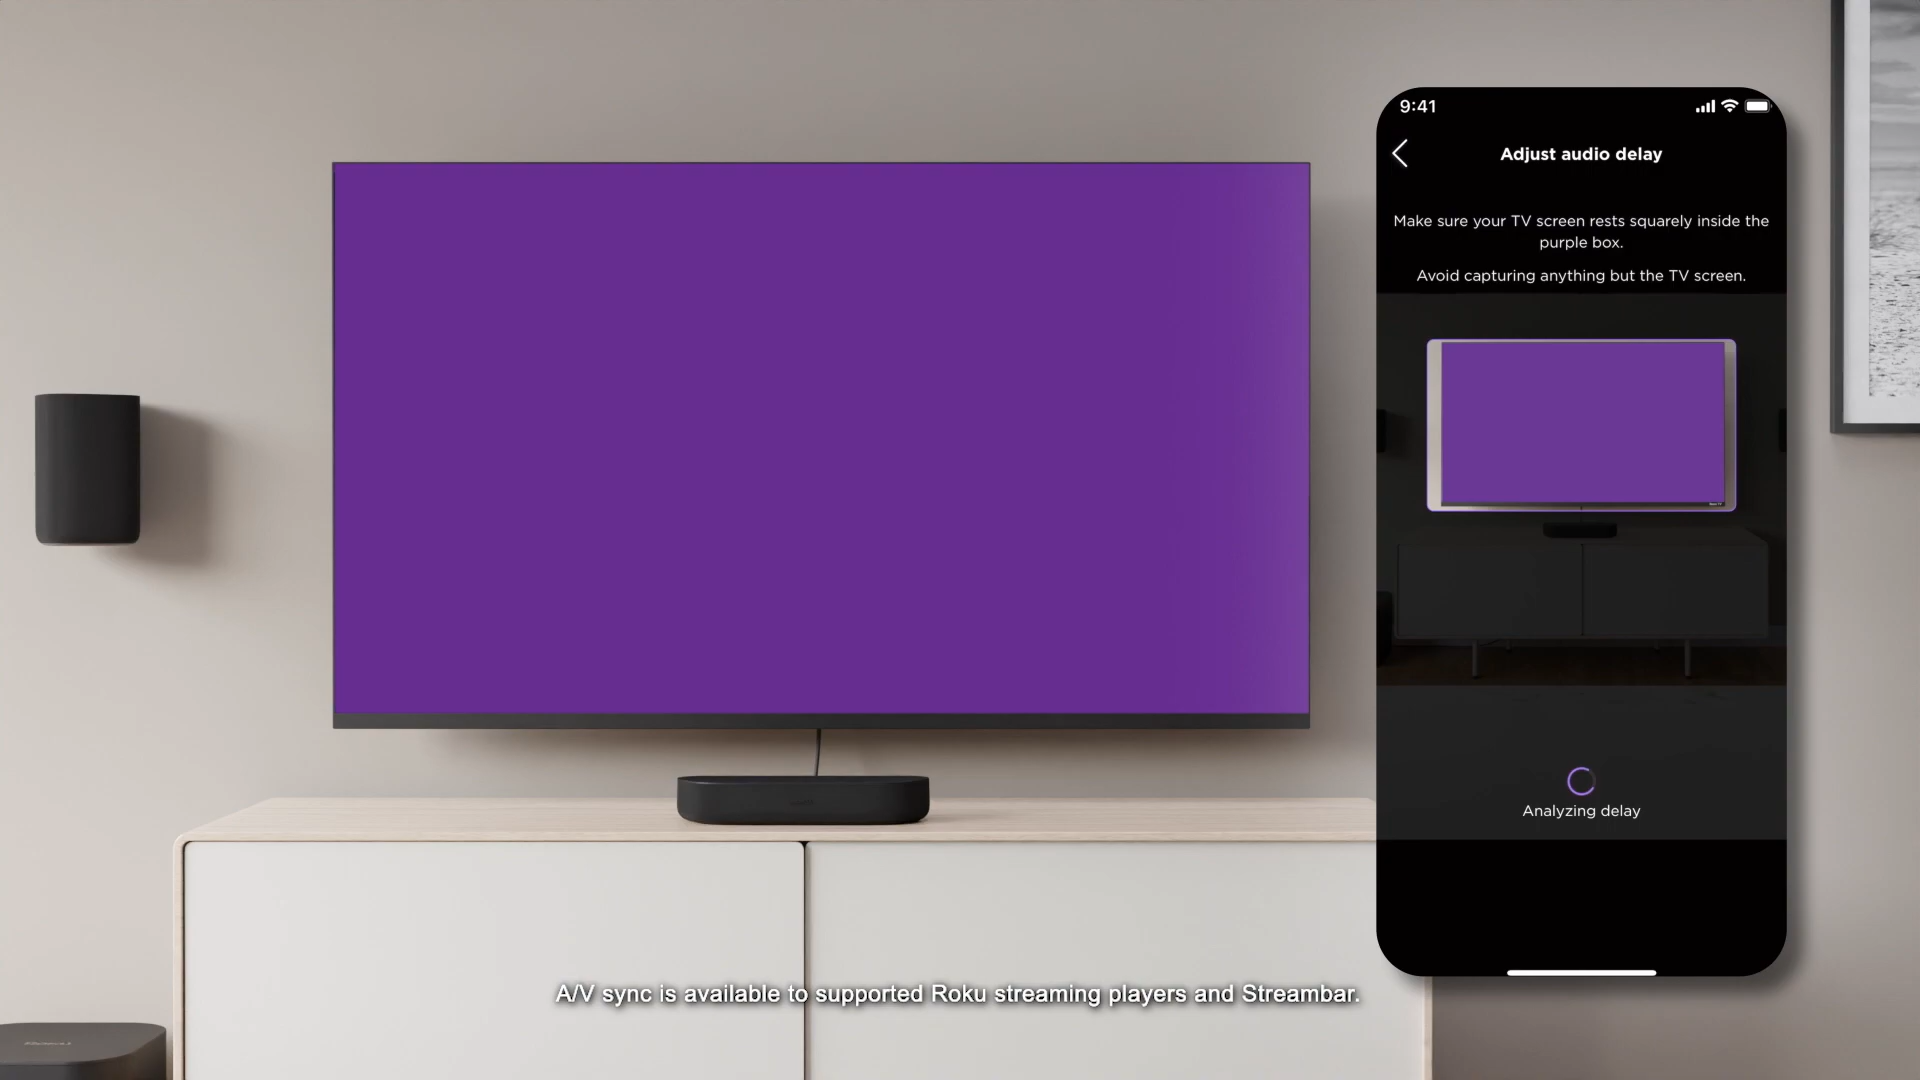 9:41
Adjust audio delay
Make sure your TV screen rests squarely inside the
purple box.
Avoid capturing anything but the TV screen.
Analyzing delay
A/V sync is available to supported Roku streaming players and Streambar.
Roku